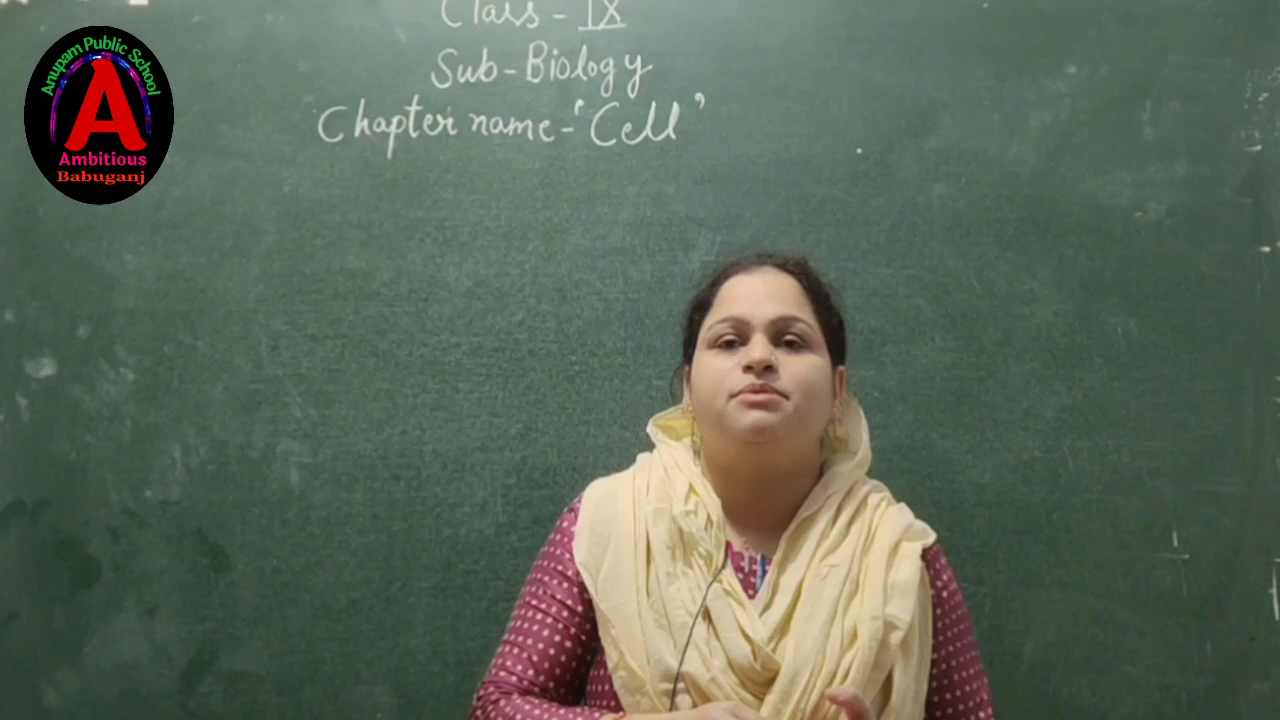 Class - IX
Sub - Biology
Chapter name - "Cell"
Anupam Public School
A
Ambitious
Babuganj